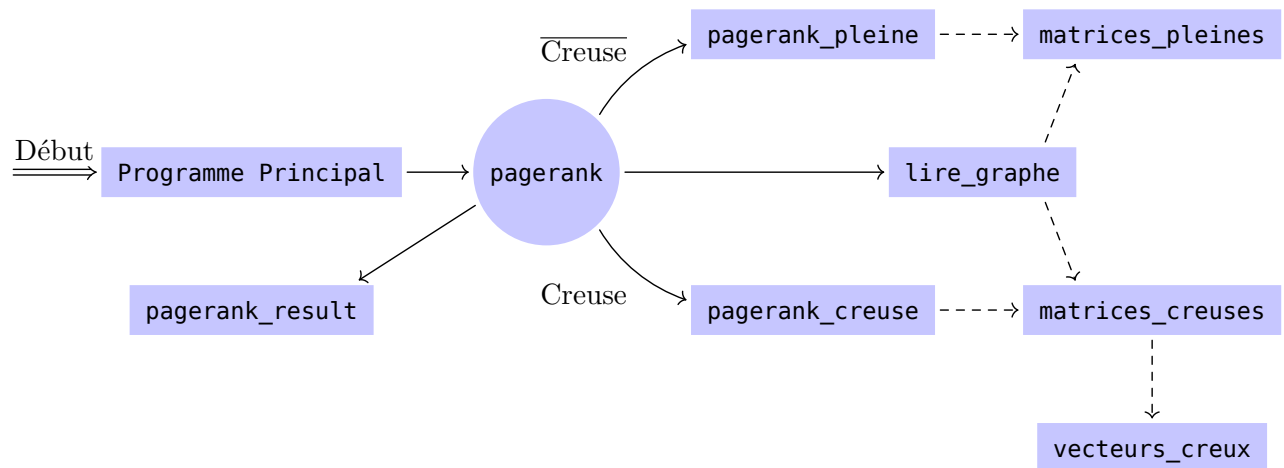 pagerank_pleine
matrices_pleines
Creuse
Début
Programme Principal
pagerank
lire_graphe
Creuse
pagerank_result
pagerank_creuse
matrices_creuses
vecteurs_creux